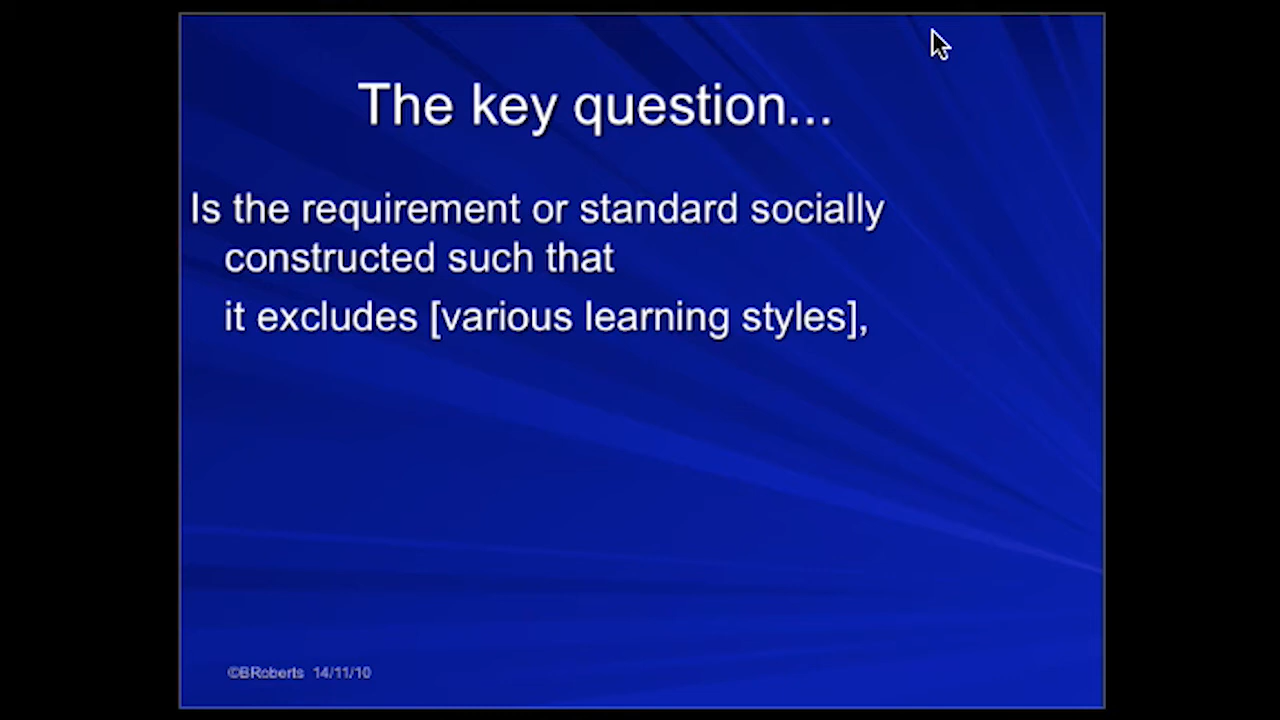 The key question...
Is the requirement or standard socially
constructed such that
it excludes [various learning styles],
©BRoberts 14/11/10